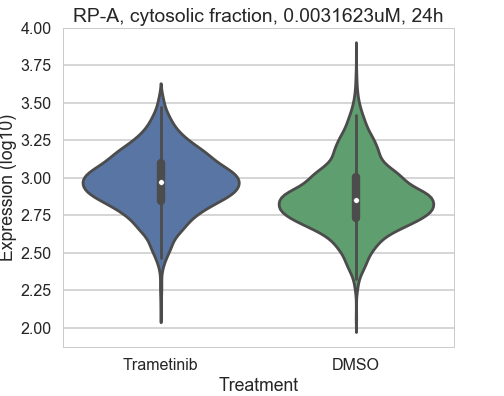 RP-A, cytosolic fraction, 0.0031623uM, 24h
4.00
3.75
3.50
3.25
3.00
2.75
2.50
2.25
2.00
Expression (log10)
Trametinib
DMSO
Treatment